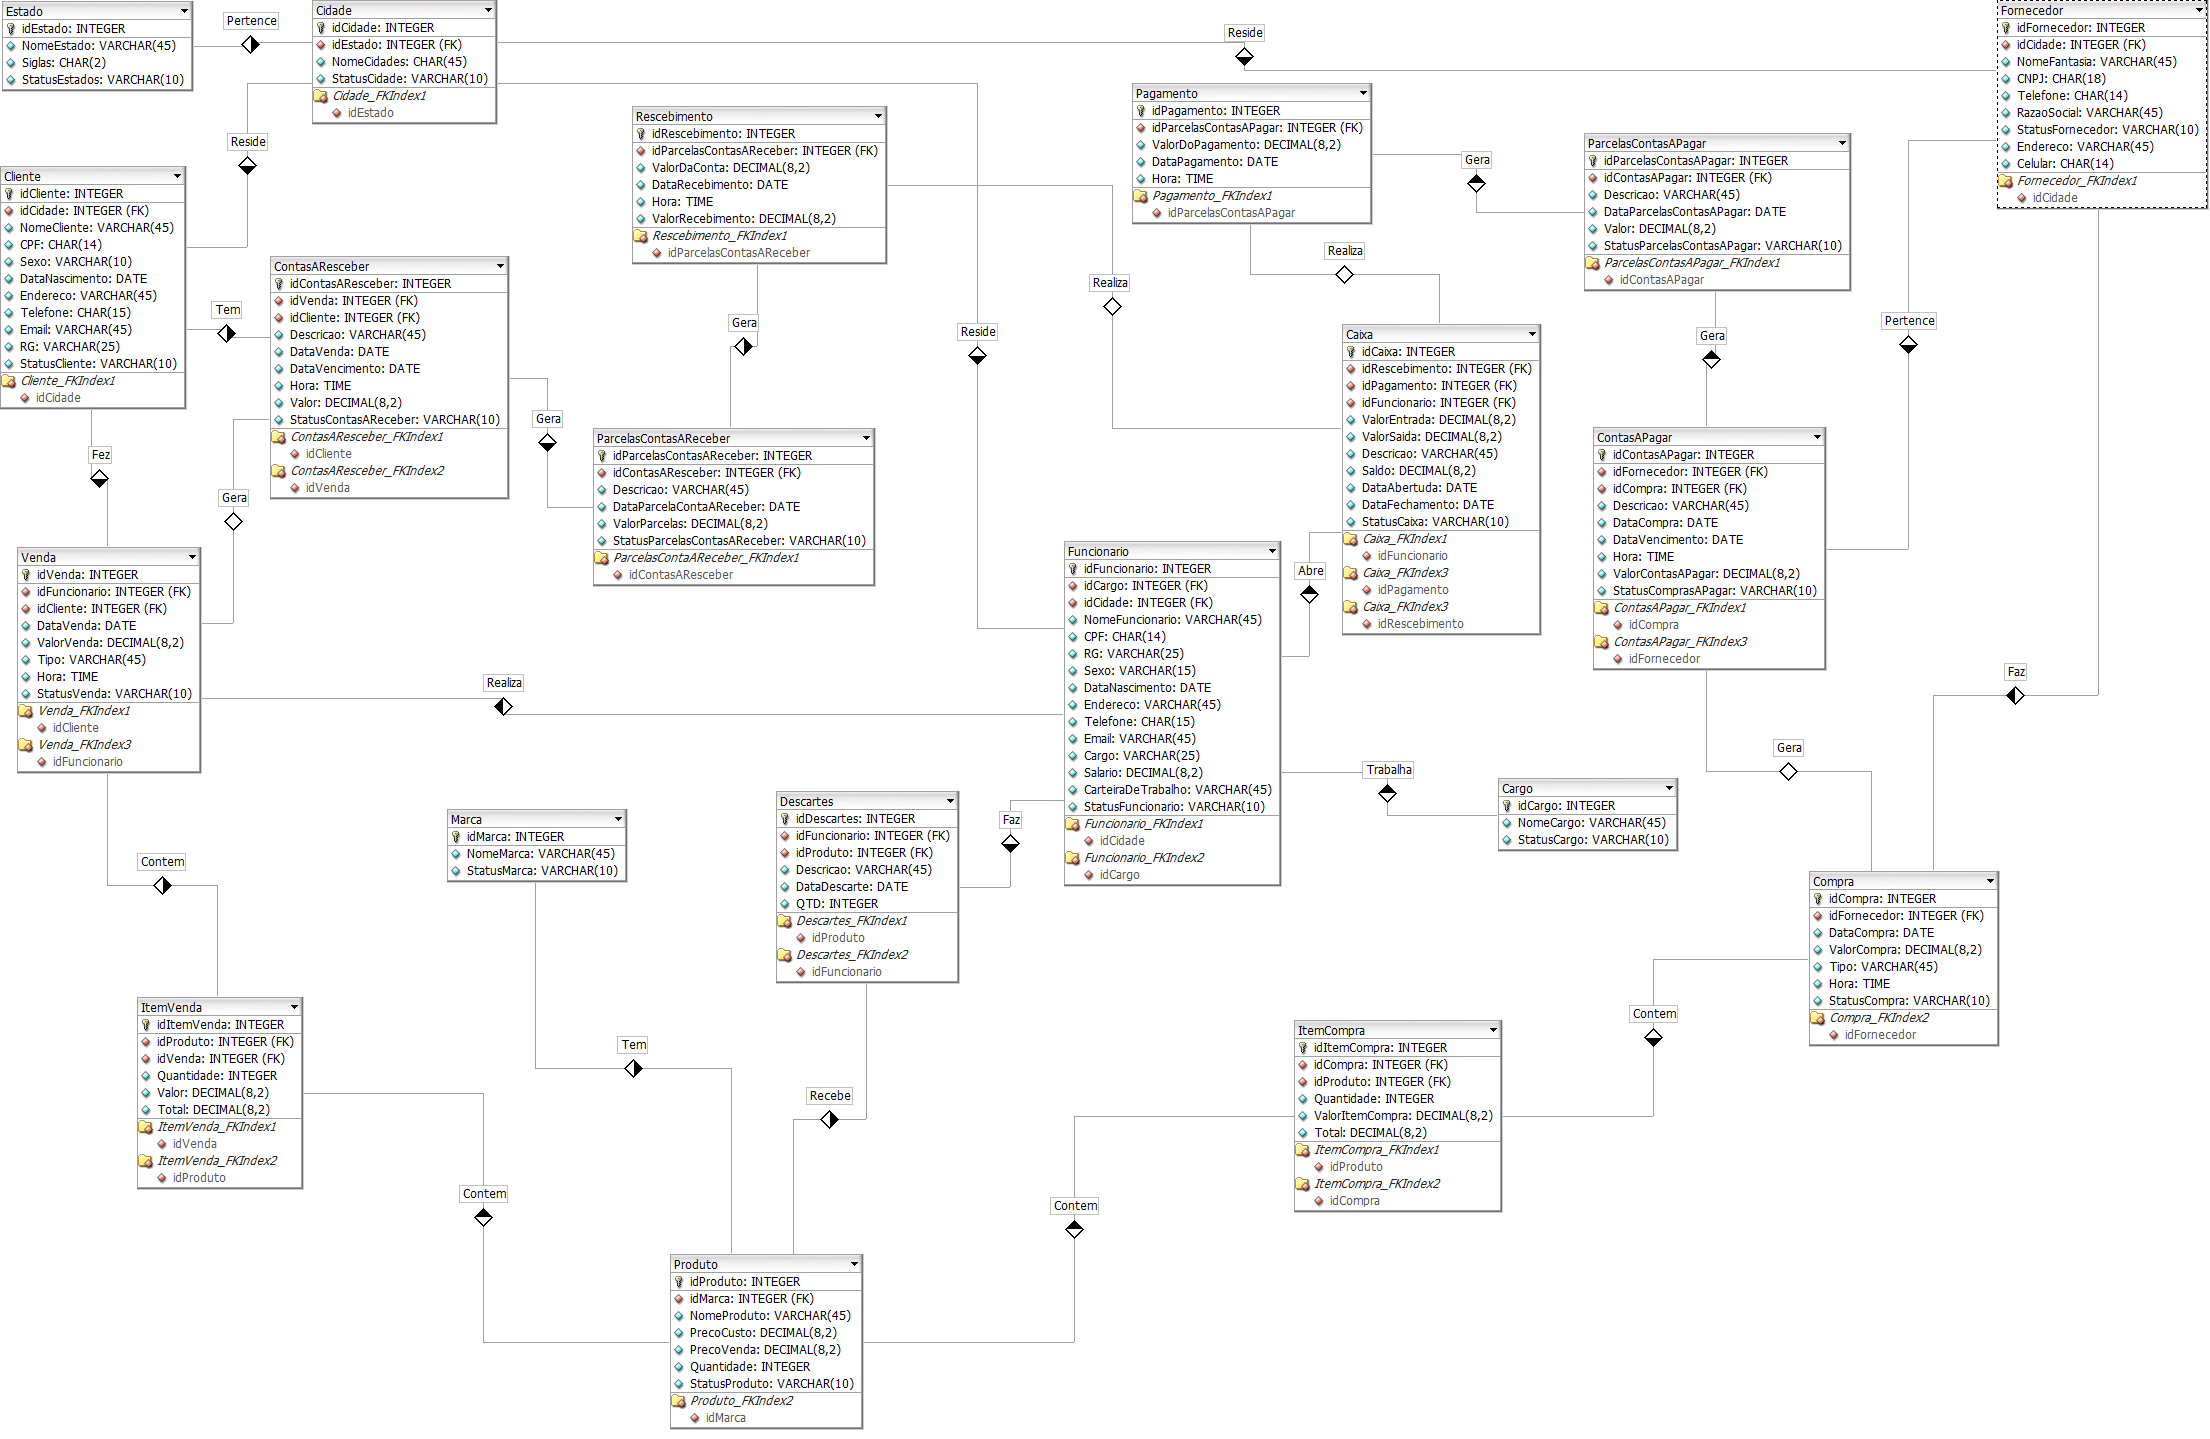 Estado
idEstado: INTEGER
NomeEstado: VARCHAR(45)
Siglas: CHAR(2)
StatusEstados: VARCHAR(10)
Pertence
Cidade
idCidade: INTEGER
idEstado: INTEGER (FK)
NomeCidades: CHAR(45)
StatusCidade: VARCHAR(10)
Cidade_FKIndex1
idEstado
Reside
Fornecedor
idFornecedor: INTEGER
idCidade: INTEGER (FK)
NomeFantasia: VARCHAR(45)
CNPJ: CHAR(18)
Telefone: CHAR(14)
RazaoSocial: VARCHAR(45)
StatusFornecedor: VARCHAR(10)
Endereco: VARCHAR(45)
Celular: CHAR(14)
Fornecedor_FKIndex1
idCidade
Reside
Cliente
idCliente: INTEGER
idCidade: INTEGER (FK)
NomeCliente: VARCHAR(45)
CPF: CHAR(14)
Sexo: VARCHAR(10)
DataNascimento: DATE
Endereco: VARCHAR(45)
Telefone: CHAR(15)
Email: VARCHAR(45)
RG: VARCHAR(25)
StatusCliente: VARCHAR(10)
Cliente_FKIndex1
idCidade
Rescebimento
idRescebimento: INTEGER
idParcelasContasAReceber: INTEGER (FK)
ValorDaConta: DECIMAL(8,2)
DataRecebimento: DATE
Hora: TIME
ValorRecebimento: DECIMAL(8,2)
Rescebimento_FKIndex1
idParcelasContasAReceber
Pagamento
idPagamento: INTEGER
idParcelasContasAPagar: INTEGER (FK)
ValorDoPagamento: DECIMAL(8,2)
DataPagamento: DATE
Hora: TIME
Pagamento_FKIndex1
idParcelasContasAPagar
Gera
ParcelasContasAPagar
idParcelasContasAPagar: INTEGER
idContasAPagar: INTEGER (FK)
Descricao: VARCHAR(45)
DataParcelasContasAPagar: DATE
Valor: DECIMAL(8,2)
StatusParcelasContasAPagar: VARCHAR(10)
ParcelasContasAPagar_FKIndex1
idContasAPagar
Tem
ContasAResceber
idContasAResceber: INTEGER
idVenda: INTEGER (FK)
idCliente: INTEGER (FK)
Descricao: VARCHAR(45)
DataVenda: DATE
DataVencimento: DATE
Hora: TIME
Valor: DECIMAL(8,2)
StatusContasAReceber: VARCHAR(10)
ContasAResceber_FKIndex1
idCliente
ContasAResceber_FKIndex2
idVenda
Gera
Reside
Realiza
Realiza
Gera
Pertence
Caixa
idCaixa: INTEGER
idRescebimento: INTEGER (FK)
idPagamento: INTEGER (FK)
idFuncionario: INTEGER (FK)
ValorEntrada: DECIMAL(8,2)
ValorSaida: DECIMAL(8,2)
Descricao: VARCHAR(45)
Saldo: DECIMAL(8,2)
DataAbertuda: DATE
DataFechamento: DATE
StatusCaixa: VARCHAR(10)
Caixa_FKIndex1
idFuncionario
Caixa_FKIndex3
idPagamento
Caixa_FKIndex3
idRescebimento
Fez
Gera
Gera
ParcelasContasAReceber
idParcelasContasAReceber: INTEGER
idContasAResceber: INTEGER (FK)
Descricao: VARCHAR(45)
DataParcelaContaAReceber: DATE
ValorParcelas: DECIMAL(8,2)
StatusParcelasContasAReceber: VARCHAR(10)
ParcelasContaAReceber_FKIndex1
idContasAResceber
ContasAPagar
idContasAPagar: INTEGER
idFornecedor: INTEGER (FK)
idCompra: INTEGER (FK)
Descricao: VARCHAR(45)
DataCompra: DATE
DataVencimento: DATE
Hora: TIME
ValorContasAPagar: DECIMAL(8,2)
StatusComprasAPagar: VARCHAR(10)
ContasAPagar_FKIndex1
idCompra
ContasAPagar_FKIndex3
idFornecedor
Venda
idVenda: INTEGER
idFuncionario: INTEGER (FK)
idCliente: INTEGER (FK)
DataVenda: DATE
ValorVenda: DECIMAL(8,2)
Tipo: VARCHAR(45)
Hora: TIME
StatusVenda: VARCHAR(10)
Venda_FKIndex1
idCliente
Venda_FKIndex3
idFuncionario
Realiza
Funcionario
idFuncionario: INTEGER
idCargo: INTEGER (FK)
idCidade: INTEGER (FK)
NomeFuncionario: VARCHAR(45)
CPF: CHAR(14)
RG: VARCHAR(25)
Sexo: VARCHAR(15)
DataNascimento: DATE
Endereco: VARCHAR(45)
Telefone: CHAR(15)
Email: VARCHAR(45)
Cargo: VARCHAR(25)
Salario: DECIMAL(8,2)
CarteiraDeTrabalho: VARCHAR(45)
StatusFuncionario: VARCHAR(10)
Funcionario_FKIndex1
idCidade
Funcionario_FKIndex2
idCargo
Abre
Faz
Gera
Trabalha
Cargo
idCargo: INTEGER
NomeCargo: VARCHAR(45)
StatusCargo: VARCHAR(10)
Marca
idMarca: INTEGER
NomeMarca: VARCHAR(45)
StatusMarca: VARCHAR(10)
Descartes
idDescartes: INTEGER
idFuncionario: INTEGER (FK)
idProduto: INTEGER (FK)
Descricao: VARCHAR(45)
DataDescarte: DATE
QTD: INTEGER
Descartes_FKIndex1
idProduto
Descartes_FKIndex2
idFuncionario
Faz
Contem
Compra
idCompra: INTEGER
idFornecedor: INTEGER (FK)
DataCompra: DATE
ValorCompra: DECIMAL(8,2)
Tipo: VARCHAR(45)
Hora: TIME
StatusCompra: VARCHAR(10)
Compra_FKIndex2
idFornecedor
ItemVenda
idItemVenda: INTEGER
idProduto: INTEGER (FK)
idVenda: INTEGER (FK)
Quantidade: INTEGER
Valor: DECIMAL(8,2)
Total: DECIMAL(8,2)
ItemVenda_FKIndex1
idVenda
ItemVenda_FKIndex2
idProduto
Tem
Recebe
ItemCompra
idItemCompra: INTEGER
idCompra: INTEGER (FK)
idProduto: INTEGER (FK)
Quantidade: INTEGER
ValorItemCompra: DECIMAL(8,2)
Total: DECIMAL(8,2)
ItemCompra_FKIndex1
idProduto
ItemCompra_FKIndex2
idCompra
Contem
Contem
Contem
Produto
idProduto: INTEGER
idMarca: INTEGER (FK)
NomeProduto: VARCHAR(45)
PrecoCusto: DECIMAL(8,2)
PrecoVenda: DECIMAL(8,2)
Quantidade: INTEGER
StatusProduto: VARCHAR(10)
Produto_FKIndex2
idMarca